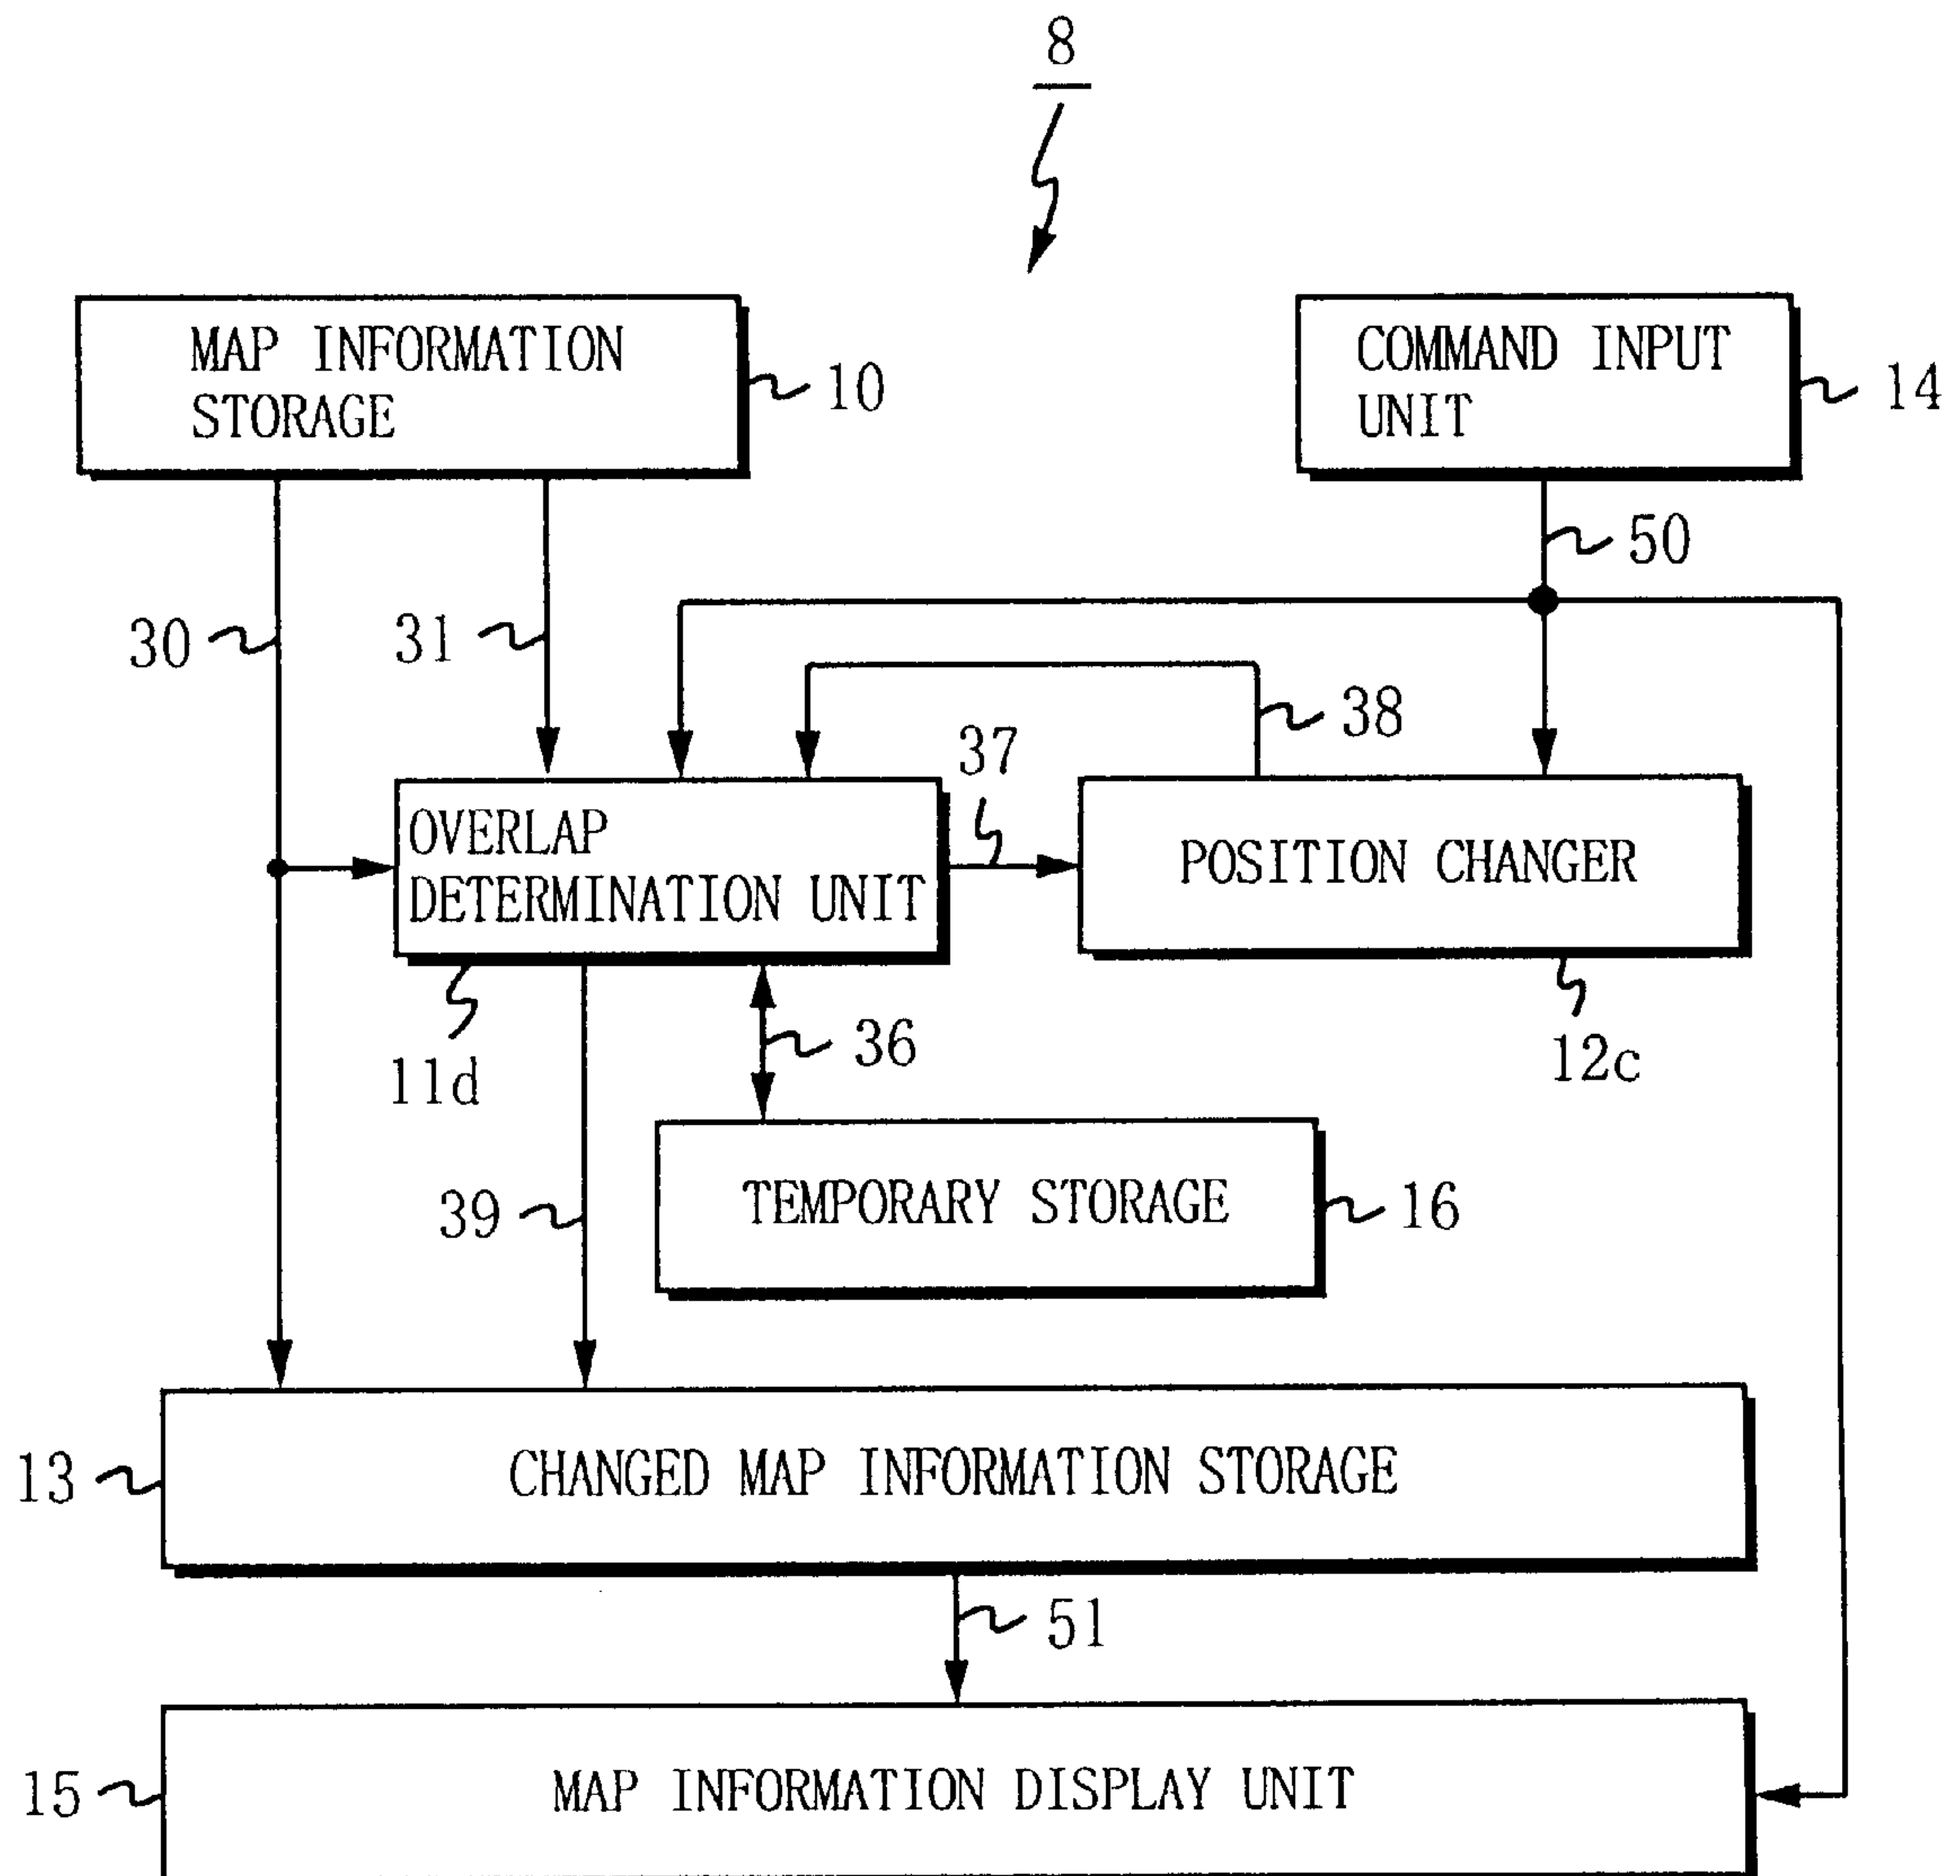 8
MAP INFORMATION
STORAGE
10
COMMAND INPUT
UNIT
14
50
30
31
38
37
OVERLAP
DETERMINATION UNIT
POSITION CHANGER
11d
36
12c
39
TEMPORARY STORAGE
16
13
CHANGED MAP INFORMATION STORAGE
51
15
MAP INFORMATION DISPLAY UNIT